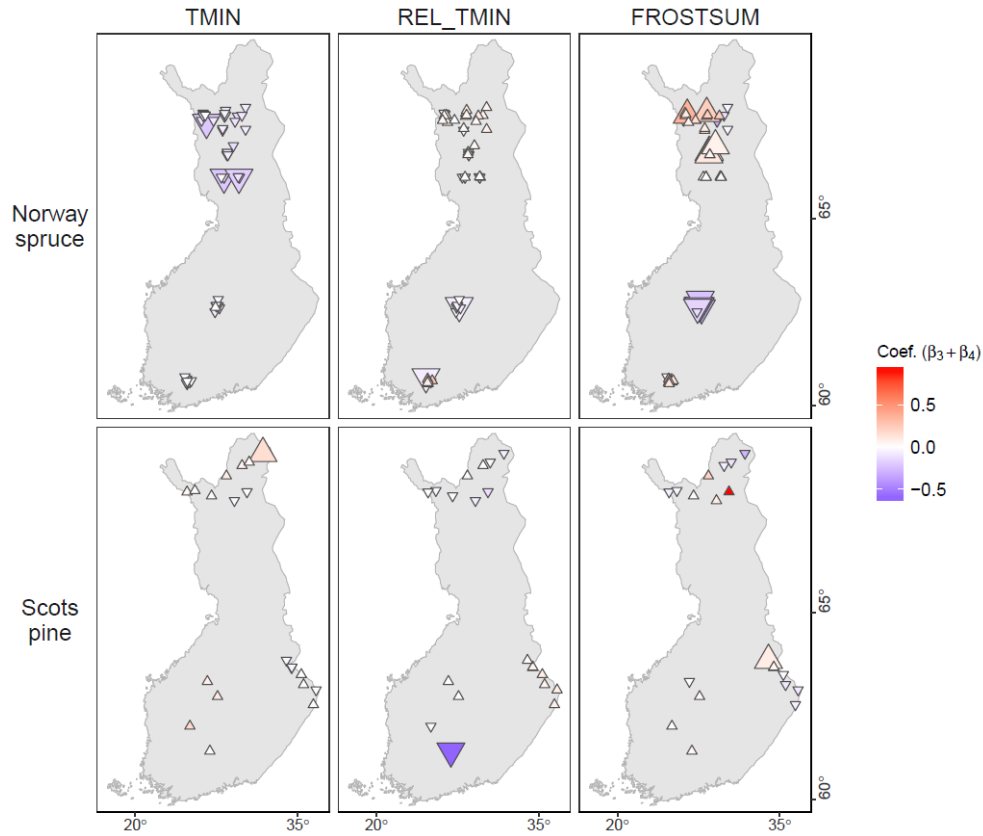 TMIN REL_TMIN FROSTSUM
Norway
spruce
65°
60°
Coef. (β₃+β₄)
0.5
0.0
−0.5
Scots
pine
65°
60°
20° 35° 20° 35° 20° 35°